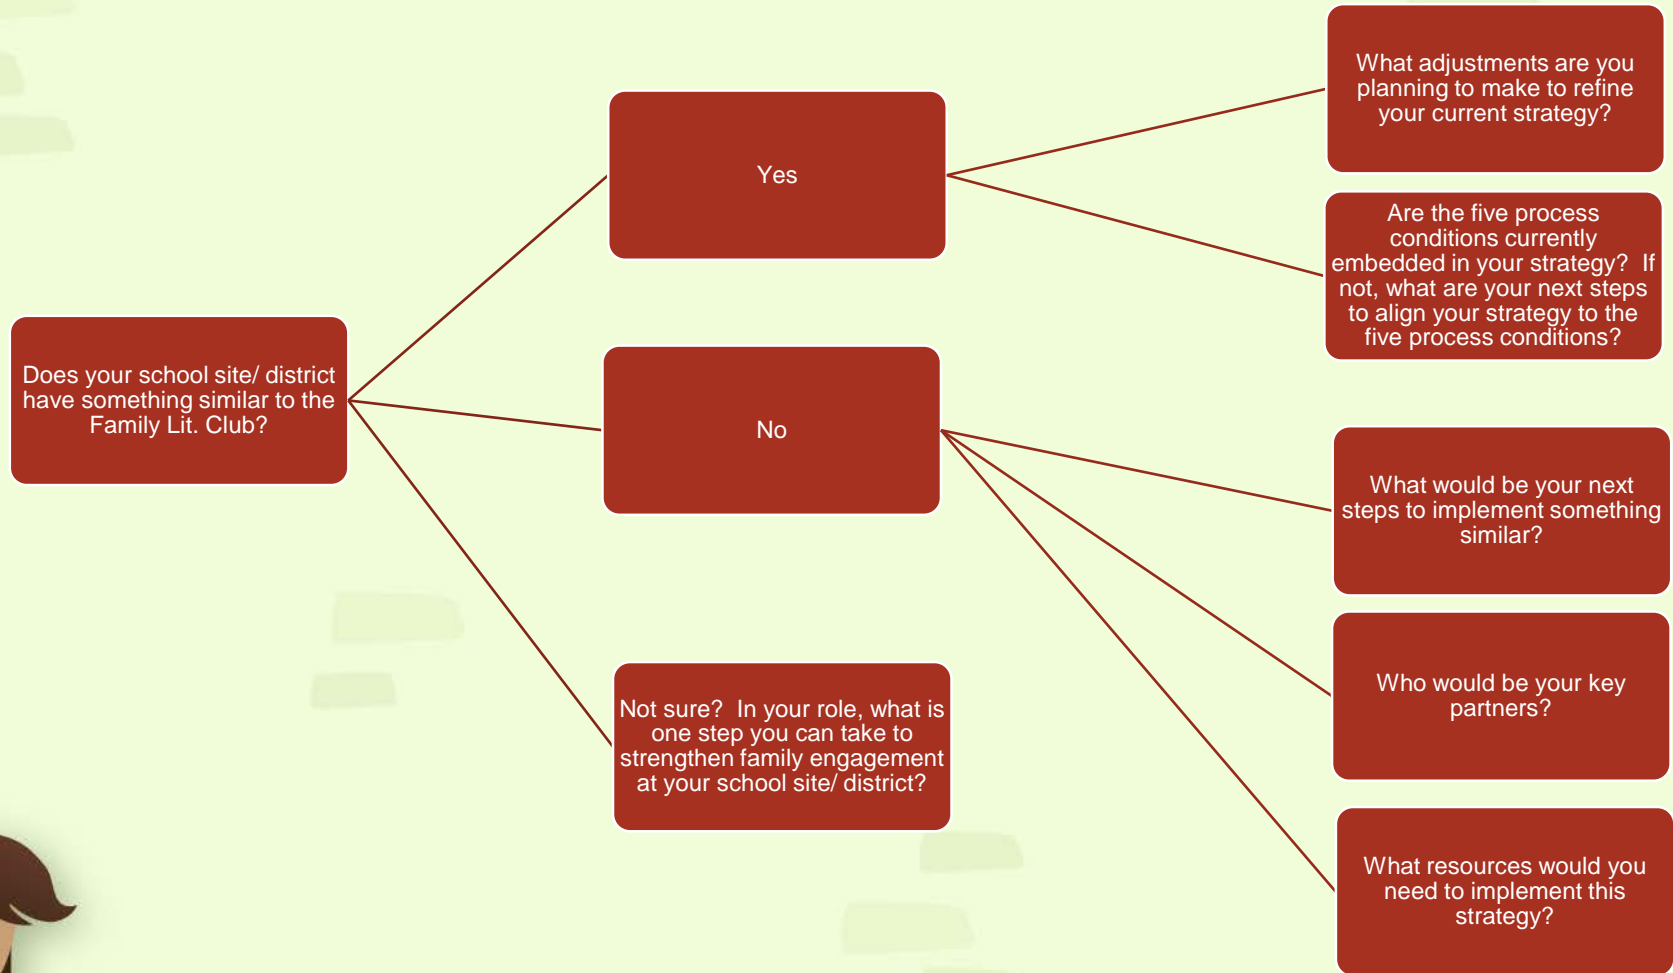 Does your school site/ district
have something similar to the
Family Lit. Club?
Yes
What adjustments are you
planning to make to refine
your current strategy?
Are the five process
conditions currently
embedded in your strategy?  If
not, what are your next steps
to align your strategy to the
five process conditions?
No
What would be your next
steps to implement something
similar?
Who would be your key
partners?
What resources would you
need to implement this
strategy?
Not sure?  In your role, what is
one step you can take to
strengthen family engagement
at your school site/ district?